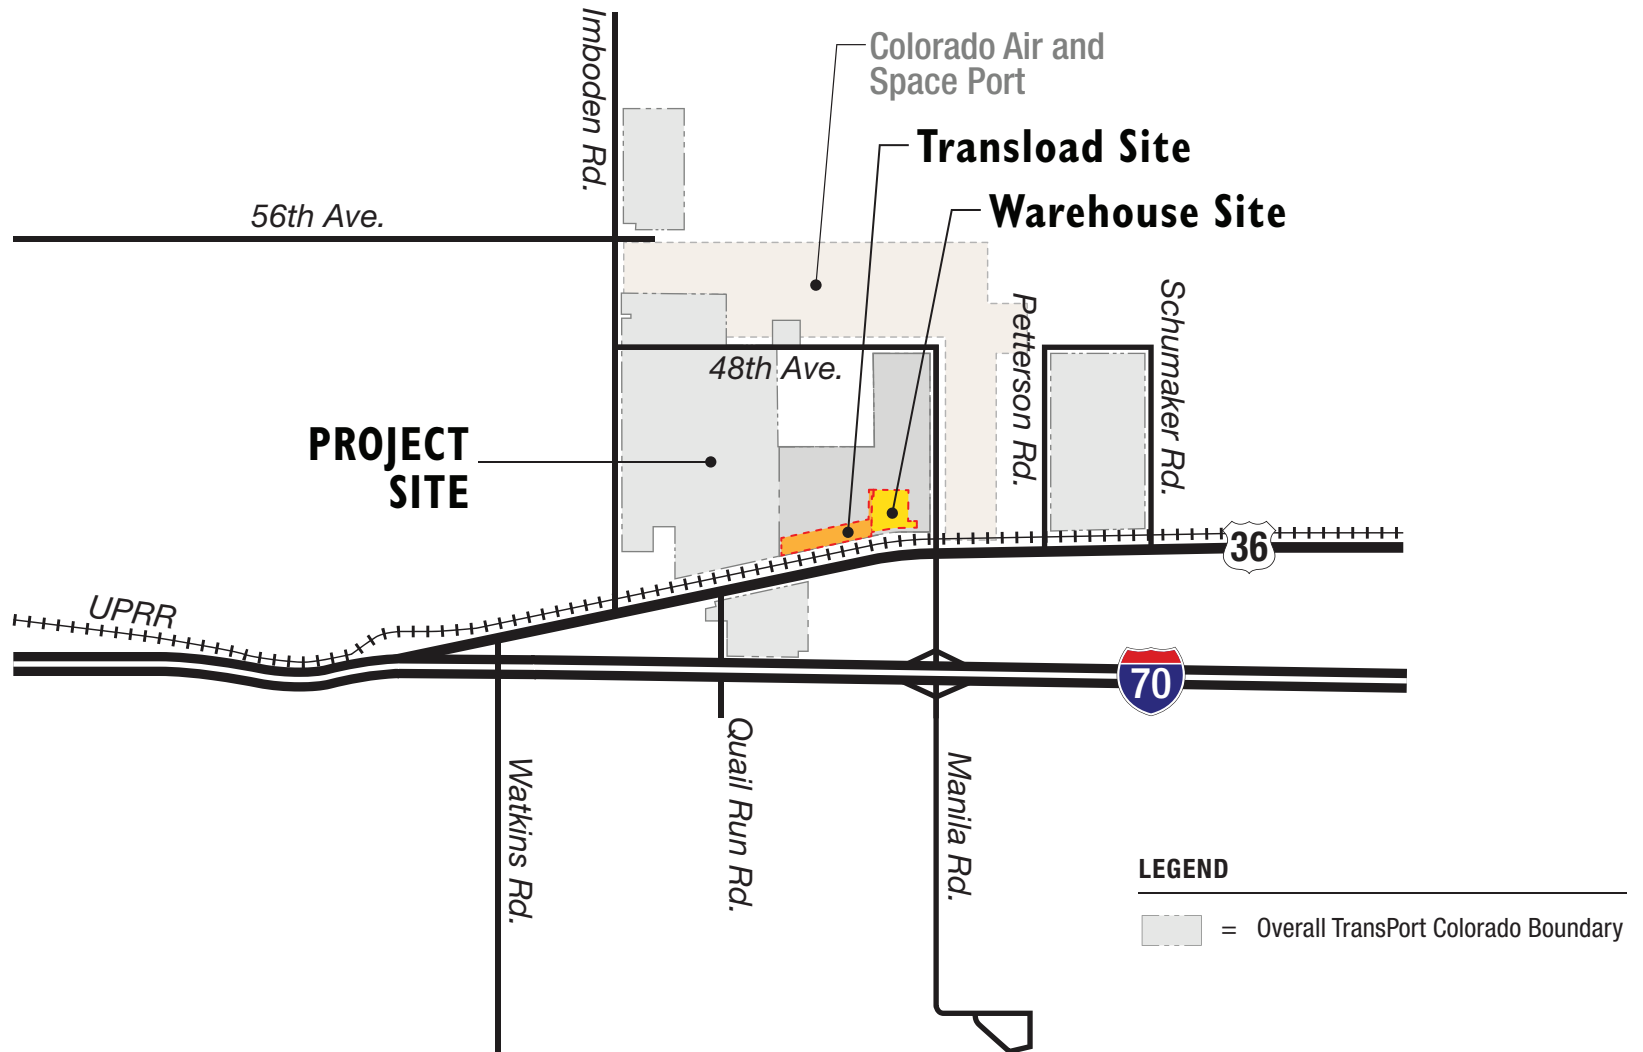 Imboden Rd.
Colorado Air and
Space Port
Transload Site
Warehouse Site
56th Ave.
Petterson Rd.
Schumaker Rd.
48th Ave.
PROJECT
SITE
36
UPRR
70
Watkins Rd.
Quail Run Rd.
Manila Rd.
LEGEND
= Overall TransPort Colorado Boundary